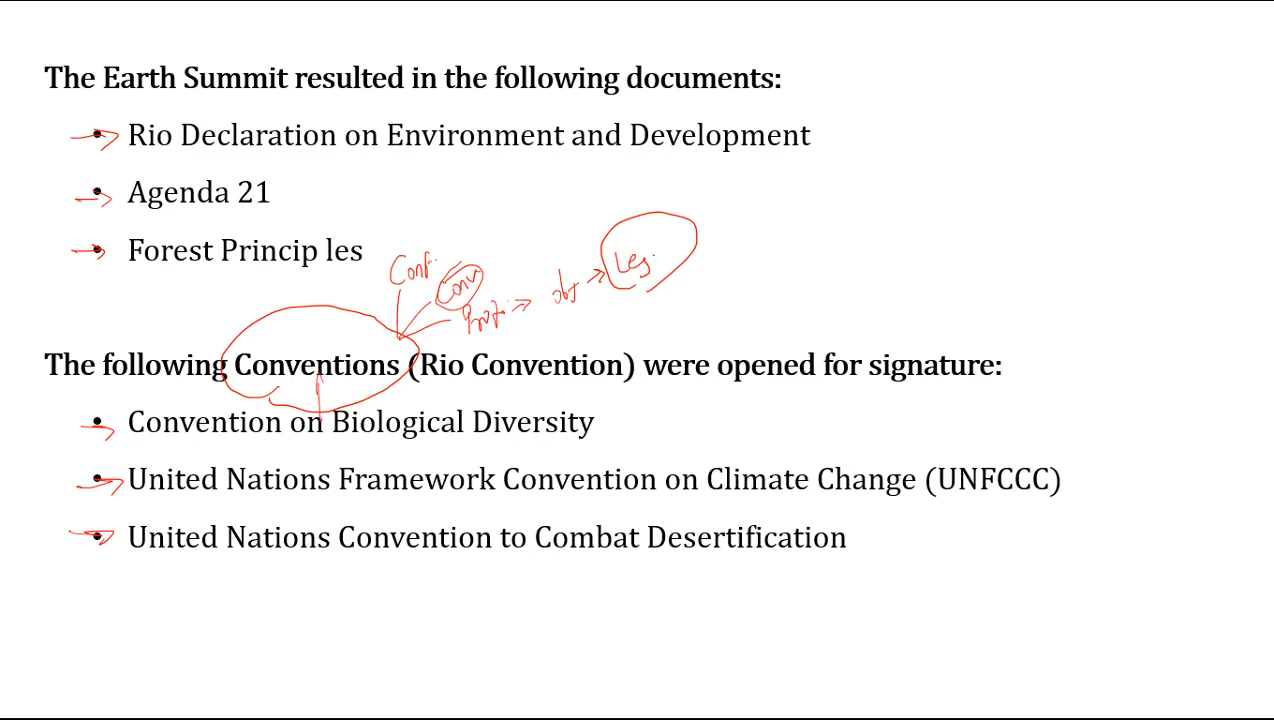 The Earth Summit resulted in the following documents:
• Rio Declaration on Environment and Development
• Agenda 21
• Forest Princip les
Conf.
Conv
Prot. obj Leg.
The following Conventions (Rio Convention) were opened for signature:
• Convention on Biological Diversity
• United Nations Framework Convention on Climate Change (UNFCCC)
• United Nations Convention to Combat Desertification